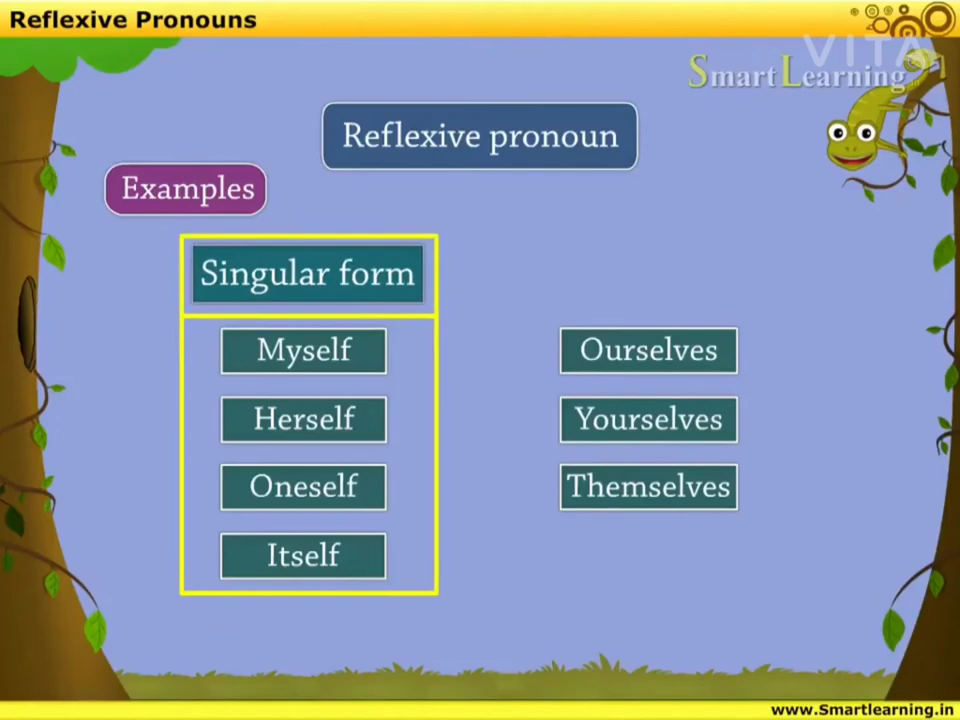 Reflexive Pronouns
VITA
Smart Learning
Reflexive pronoun
Examples
Singular form
Myself
Ourselves
Herself
Yourselves
Oneself
Themselves
Itself
www.Smartlearning.in